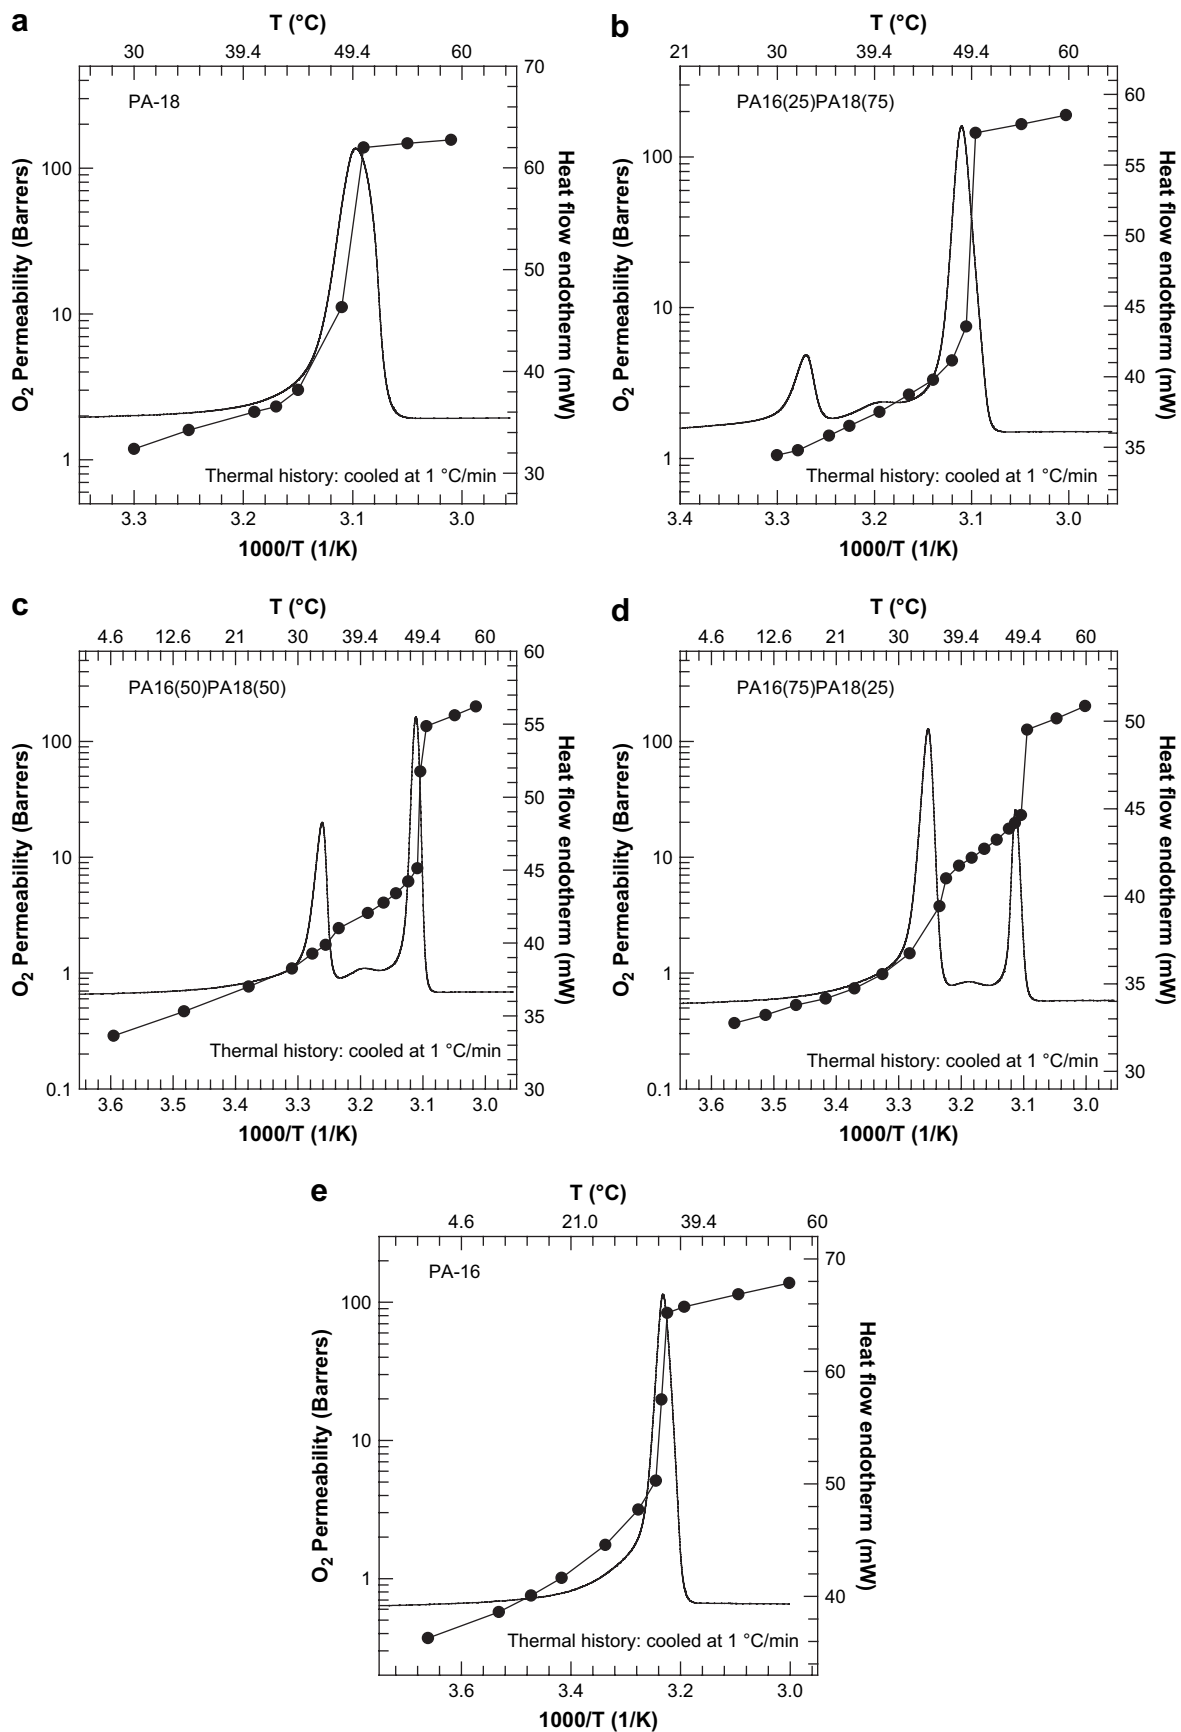 a
T (°C)
30 39.4 49.4 60
PA-18
O2 Permeability (Barrers)
100
10
1
Heat flow endotherm (mW)
70
60
50
40
30
Thermal history: cooled at 1 °C/min
3.3 3.2 3.1 3.0
1000/T (1/K)
b
T (°C)
21 30 39.4 49.4 60
PA16(25)PA18(75)
O2 Permeability (Barrers)
100
10
1
Heat flow endotherm (mW)
60
55
50
45
40
35
Thermal history: cooled at 1 °C/min
3.4 3.3 3.2 3.1 3.0
1000/T (1/K)
c
T (°C)
4.6 12.6 21 30 39.4 49.4 60
PA16(50)PA18(50)
O2 Permeability (Barrers)
100
10
1
0.1
Heat flow endotherm (mW)
60
55
50
45
40
35
30
Thermal history: cooled at 1 °C/min
3.6 3.5 3.4 3.3 3.2 3.1 3.0
1000/T (1/K)
d
T (°C)
4.6 12.6 21 30 39.4 49.4 60
PA16(75)PA18(25)
O2 Permeability (Barrers)
100
10
1
0.1
Heat flow endotherm (mW)
50
45
40
35
30
Thermal history: cooled at 1 °C/min
3.6 3.5 3.4 3.3 3.2 3.1 3.0
1000/T (1/K)
e
T (°C)
4.6 21.0 39.4 60
PA-16
O2 Permeability (Barrers)
100
10
1
Heat flow endotherm (mW)
70
60
50
40
Thermal history: cooled at 1 °C/min
3.6 3.4 3.2 3.0
1000/T (1/K)